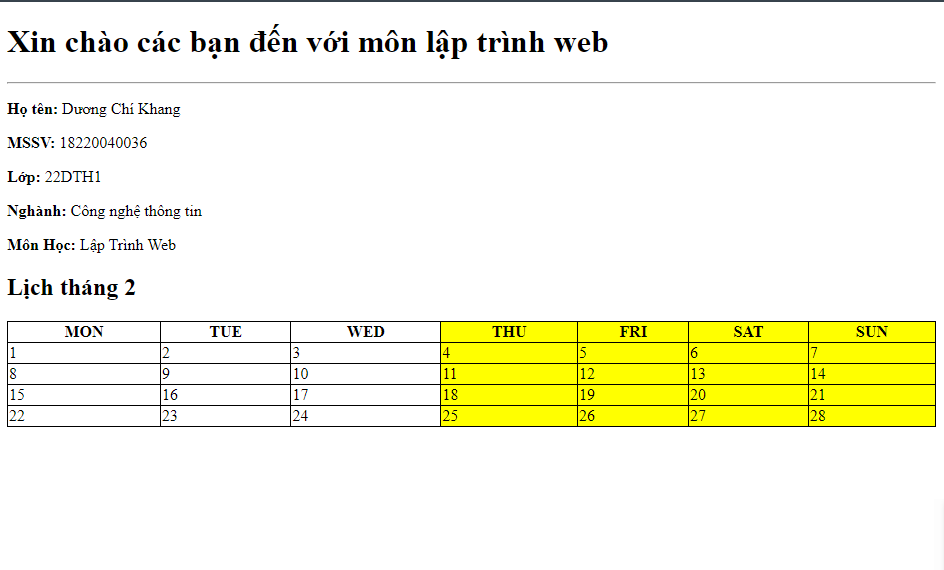 Xin chào các bạn đến với môn lập trình web
Họ tên: Dương Chí Khang
MSSV: 18220040036
Lớp: 22DTH1
Nghành: Công nghệ thông tin
Môn Học: Lập Trình Web
Lịch tháng 2
MON TUE WED THU FRI SAT SUN
1 2 3 4 5 6 7
8 9 10 11 12 13 14
15 16 17 18 19 20 21
22 23 24 25 26 27 28